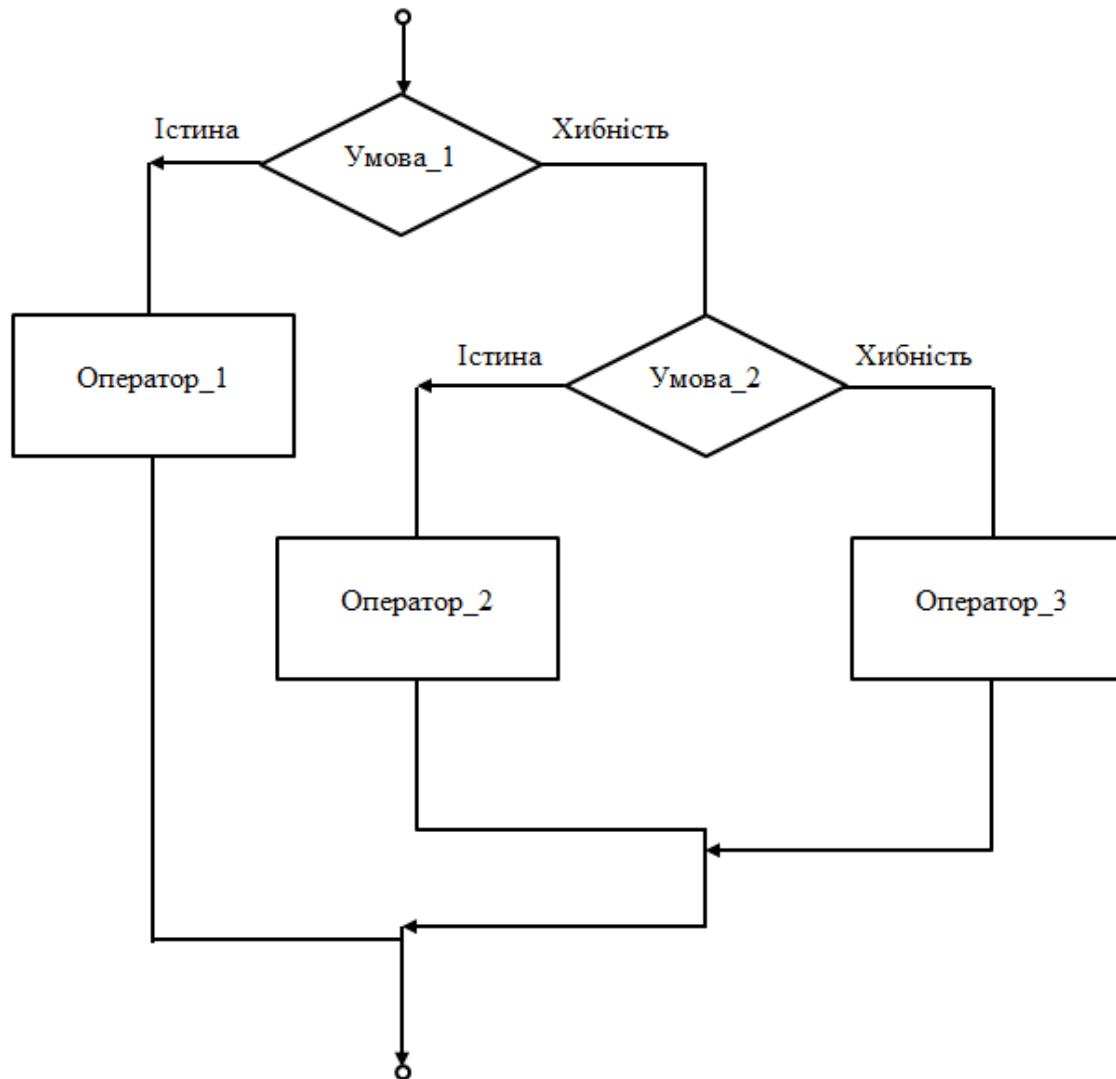 Істина
Хибність
Умова_1
Оператор_1
Істина
Хибність
Умова_2
Оператор_2
Оператор_3